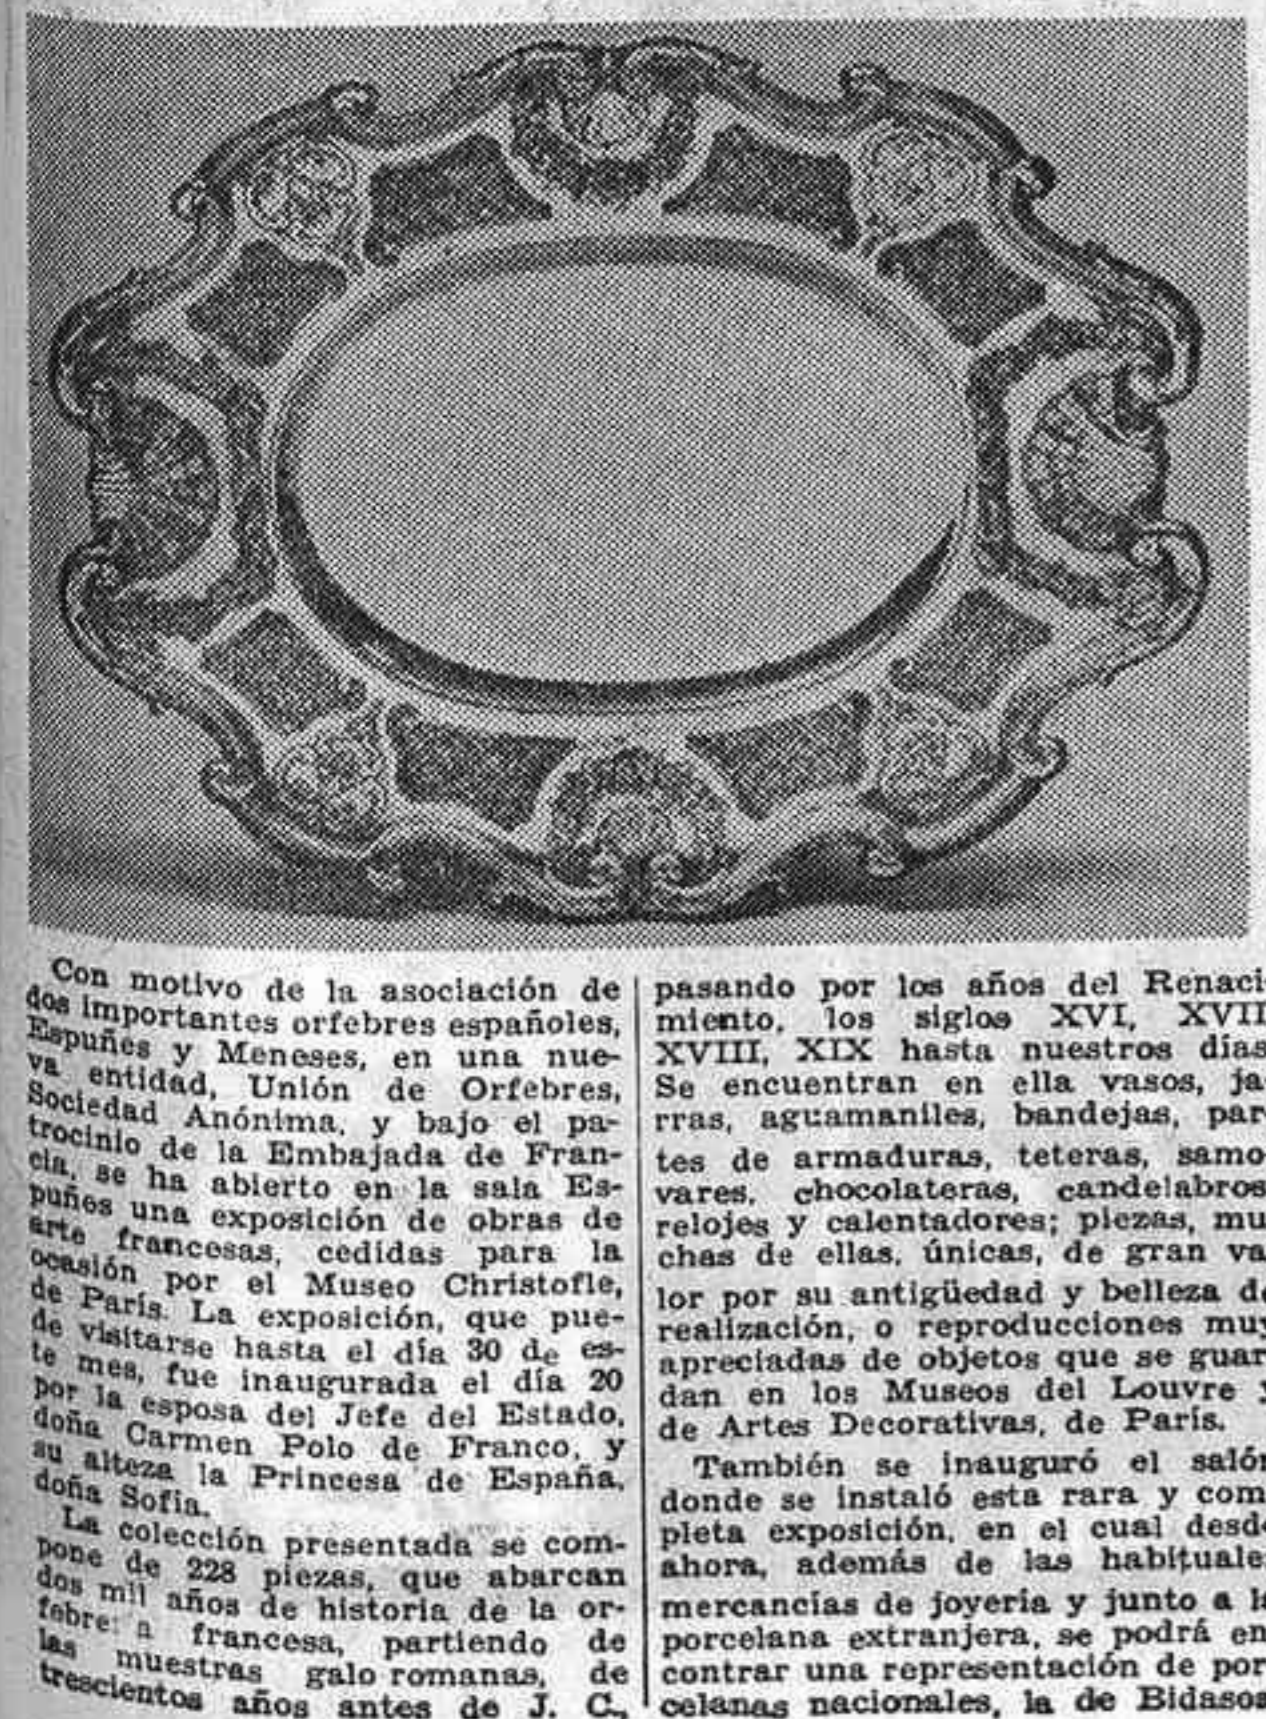 Con motivo de la asociación de
dos importantes orfebres españoles,
Espuñes y Meneses, en una nue-
va entidad, Unión de Orfebres,
Sociedad Anónima, y bajo el pa-
trocinio de la Embajada de Fran-
cia, se ha abierto en la sala Es-
puñes una exposición de obras de
arte francesas, cedidas para la
ocasión por el Museo Christofle,
de París. La exposición, que pue-
de visitarse hasta el día 30 de es-
te mes, fue inaugurada el día 20
por la esposa del Jefe del Estado,
doña Carmen Polo de Franco, y
su alteza la Princesa de España,
doña Sofia.
La colección presentada se com-
pone de 228 piezas, que abarcan
dos mil años de historia de la or-
febrería francesa, partiendo de
las muestras galo romanas, de
trescientos años antes de J. C.,
pasando por los años del Renaci-
miento, los siglos XVI, XVII
XVIII, XIX hasta nuestros días.
Se encuentran en ella vasos, ja-
rras, aguamaniles, bandejas, par-
tes de armaduras, teteras, samo-
vares, chocolateras, candelabros,
relojes y calentadores; piezas, mu-
chas de ellas, únicas, de gran va-
lor por su antigüedad y belleza de
realización, o reproducciones muy
apreciadas de objetos que se guar-
dan en los Museos del Louvre y
de Artes Decorativas, de París.
También se inauguró el salón
donde se instaló esta rara y com-
pleta exposición, en el cual desde
ahora, además de las habituales
mercancías de joyería y junto a la
porcelana extranjera, se podrá en-
contrar una representación de por-
celanas nacionales, la de Bidasoa